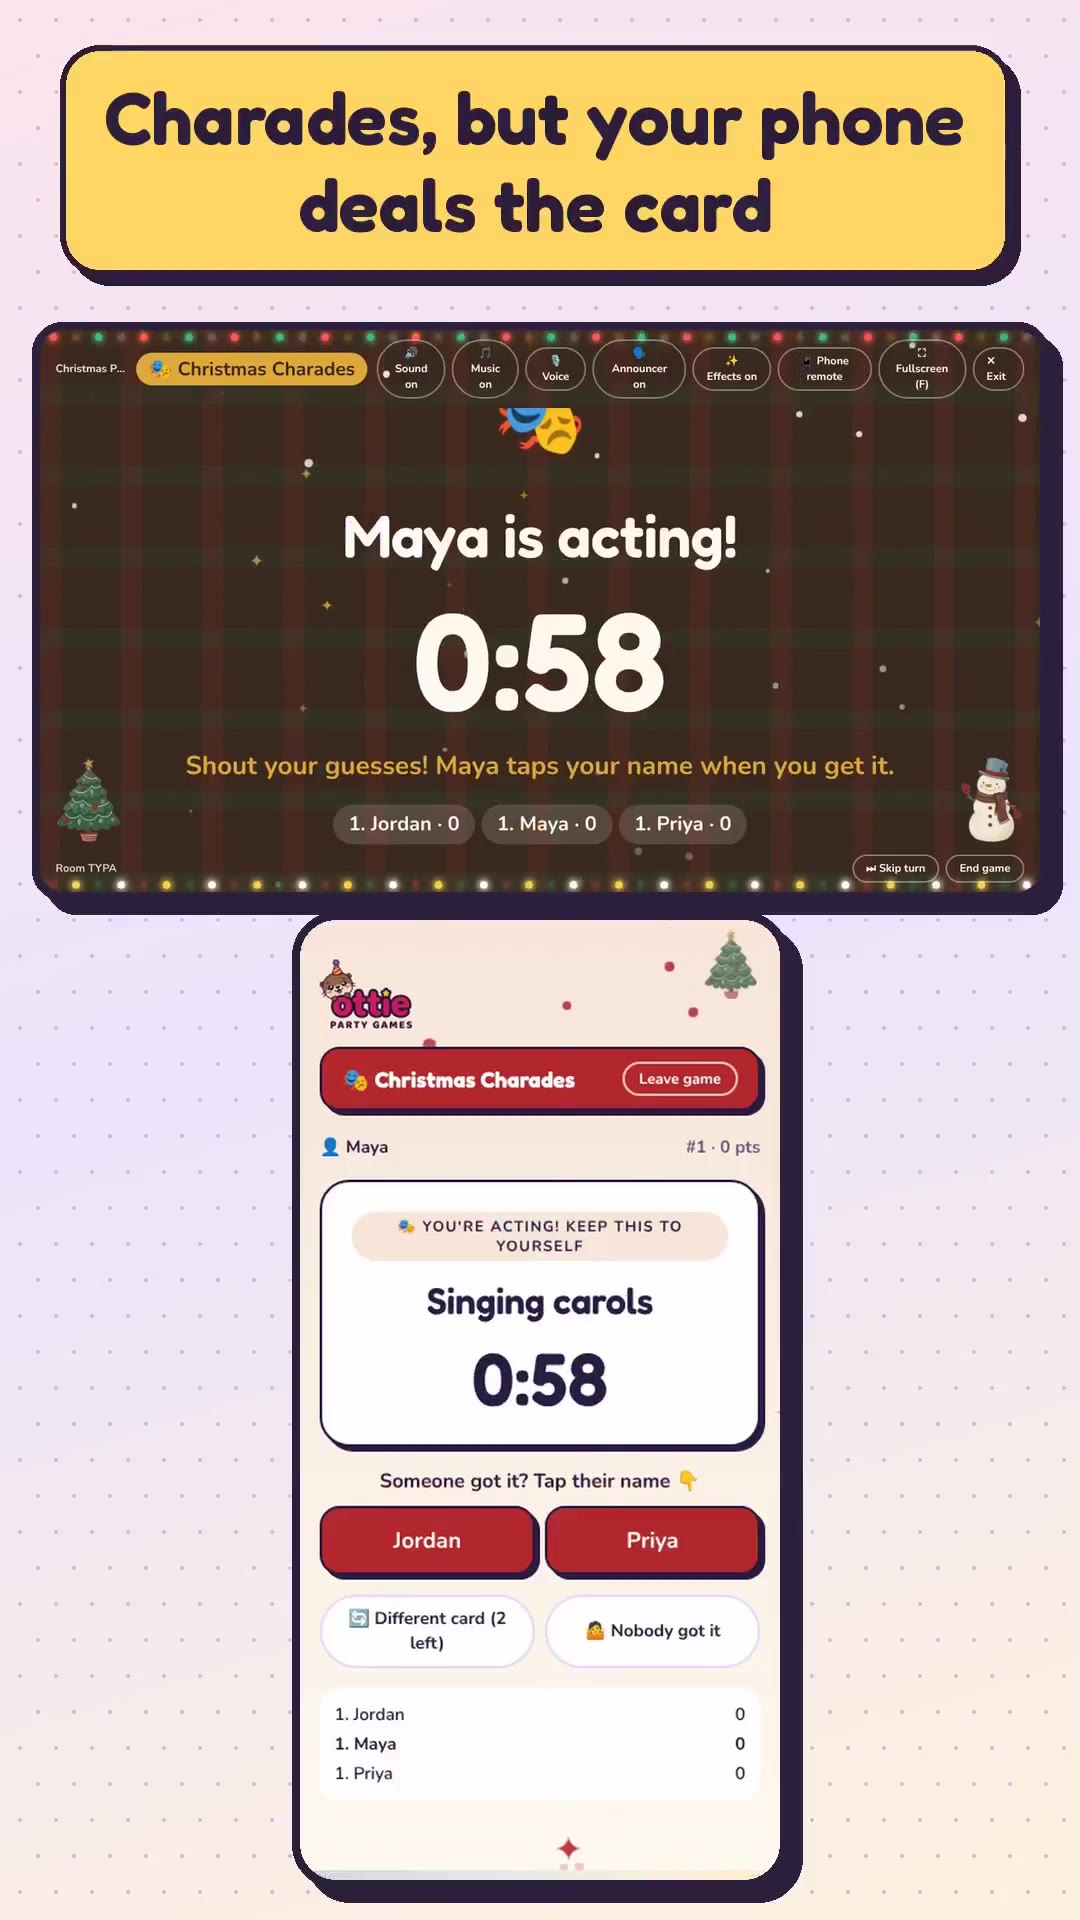 Charades, but your phone
deals the card
Christmas P...
🎭 Christmas Charades
🔊 Sound on
🎵 Music on
🎙️ Voice
🗣️ Announcer on
✨ Effects on
📱 Phone remote
⛶ Fullscreen (F)
✕ Exit
Maya is acting!
0:58
Shout your guesses! Maya taps your name when you get it.
1. Jordan · 0
1. Maya · 0
1. Priya · 0
Room TYPA
⏭ Skip turn
End game
ottie
PARTY GAMES
🎭 Christmas Charades
Leave game
👤 Maya
#1 · 0 pts
🎭 YOU'RE ACTING! KEEP THIS TO
YOURSELF
Singing carols
0:58
Someone got it? Tap their name 👇
Jordan
Priya
🔄 Different card (2
left)
🤷 Nobody got it
1. Jordan 0
1. Maya 0
1. Priya 0